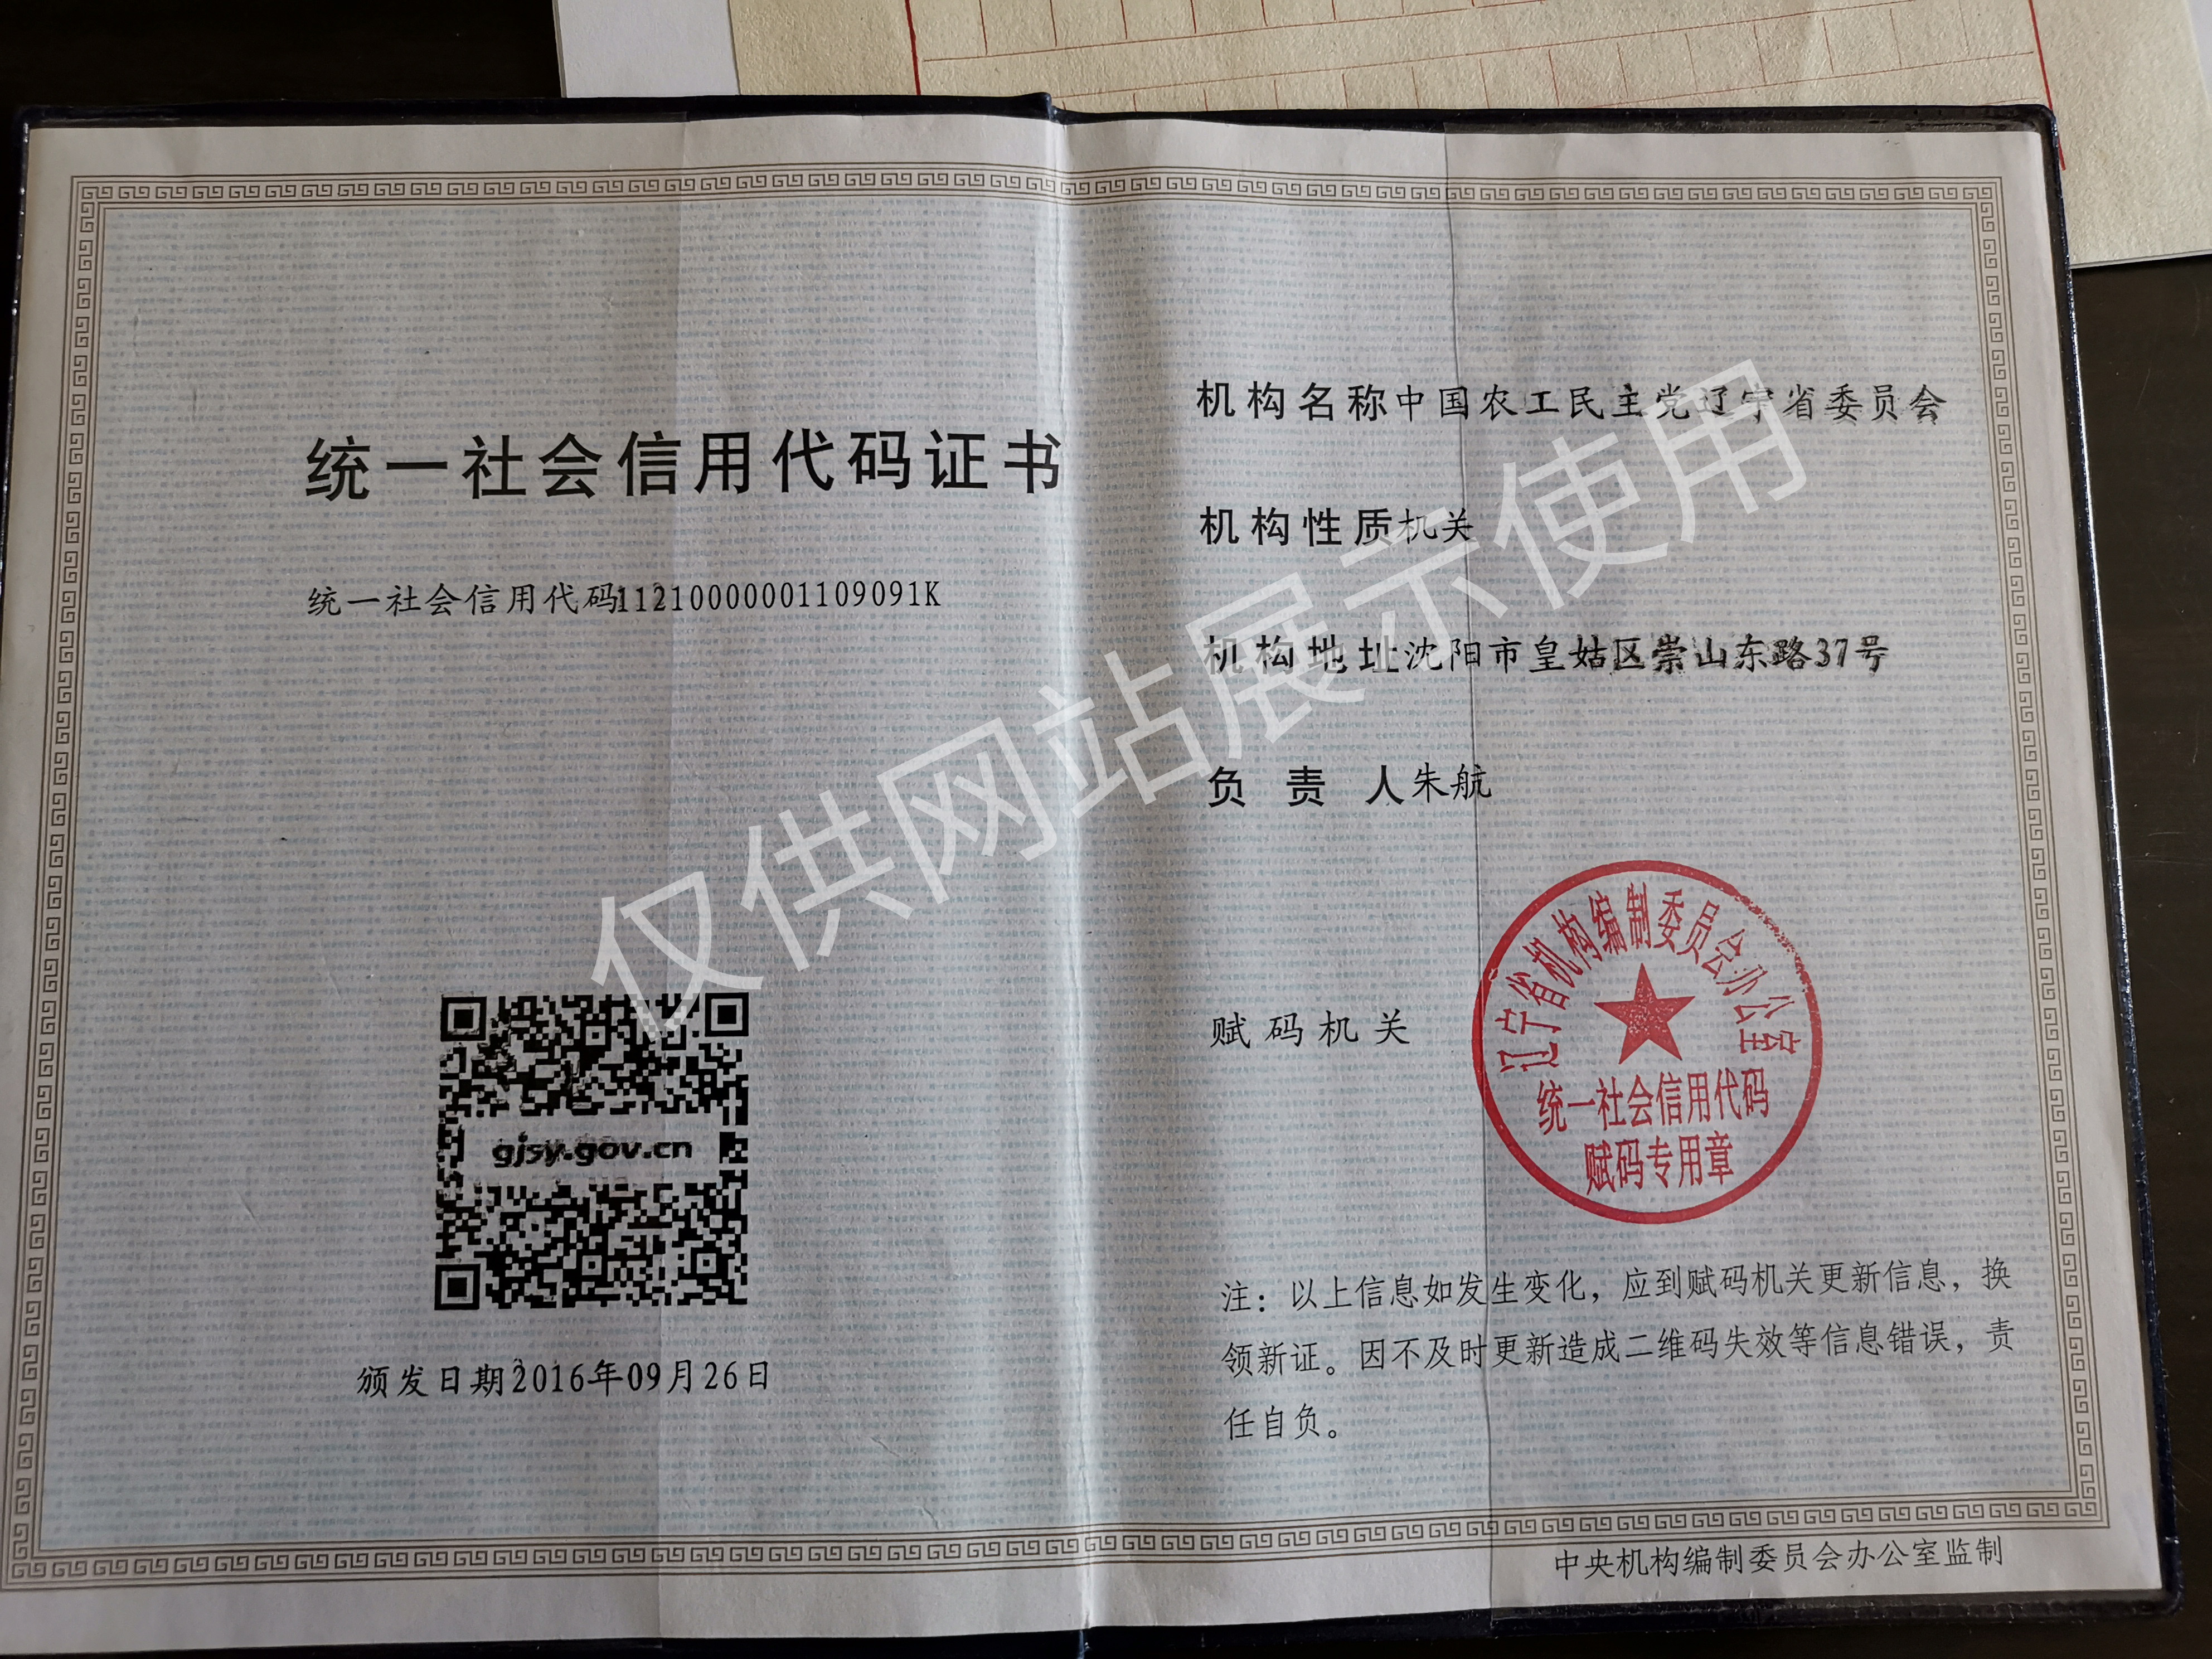 统一社会信用代码证书
统一社会信用代码11210000001109091K
gjsy.gov.cn
颁发日期2016年09月26日
机构名称中国农工民主党辽宁省委员会
机构性质机关
机构地址沈阳市皇姑区崇山东路37号
负责人朱航
赋码机关
辽宁省机构编制委员会办公室
统一社会信用代码
赋码专用章
注：以上信息如发生变化，应到赋码机关更新信息，换
领新证。因不及时更新造成二维码失效等信息错误，责
任自负。
中央机构编制委员会办公室监制
仅供网站展示使用